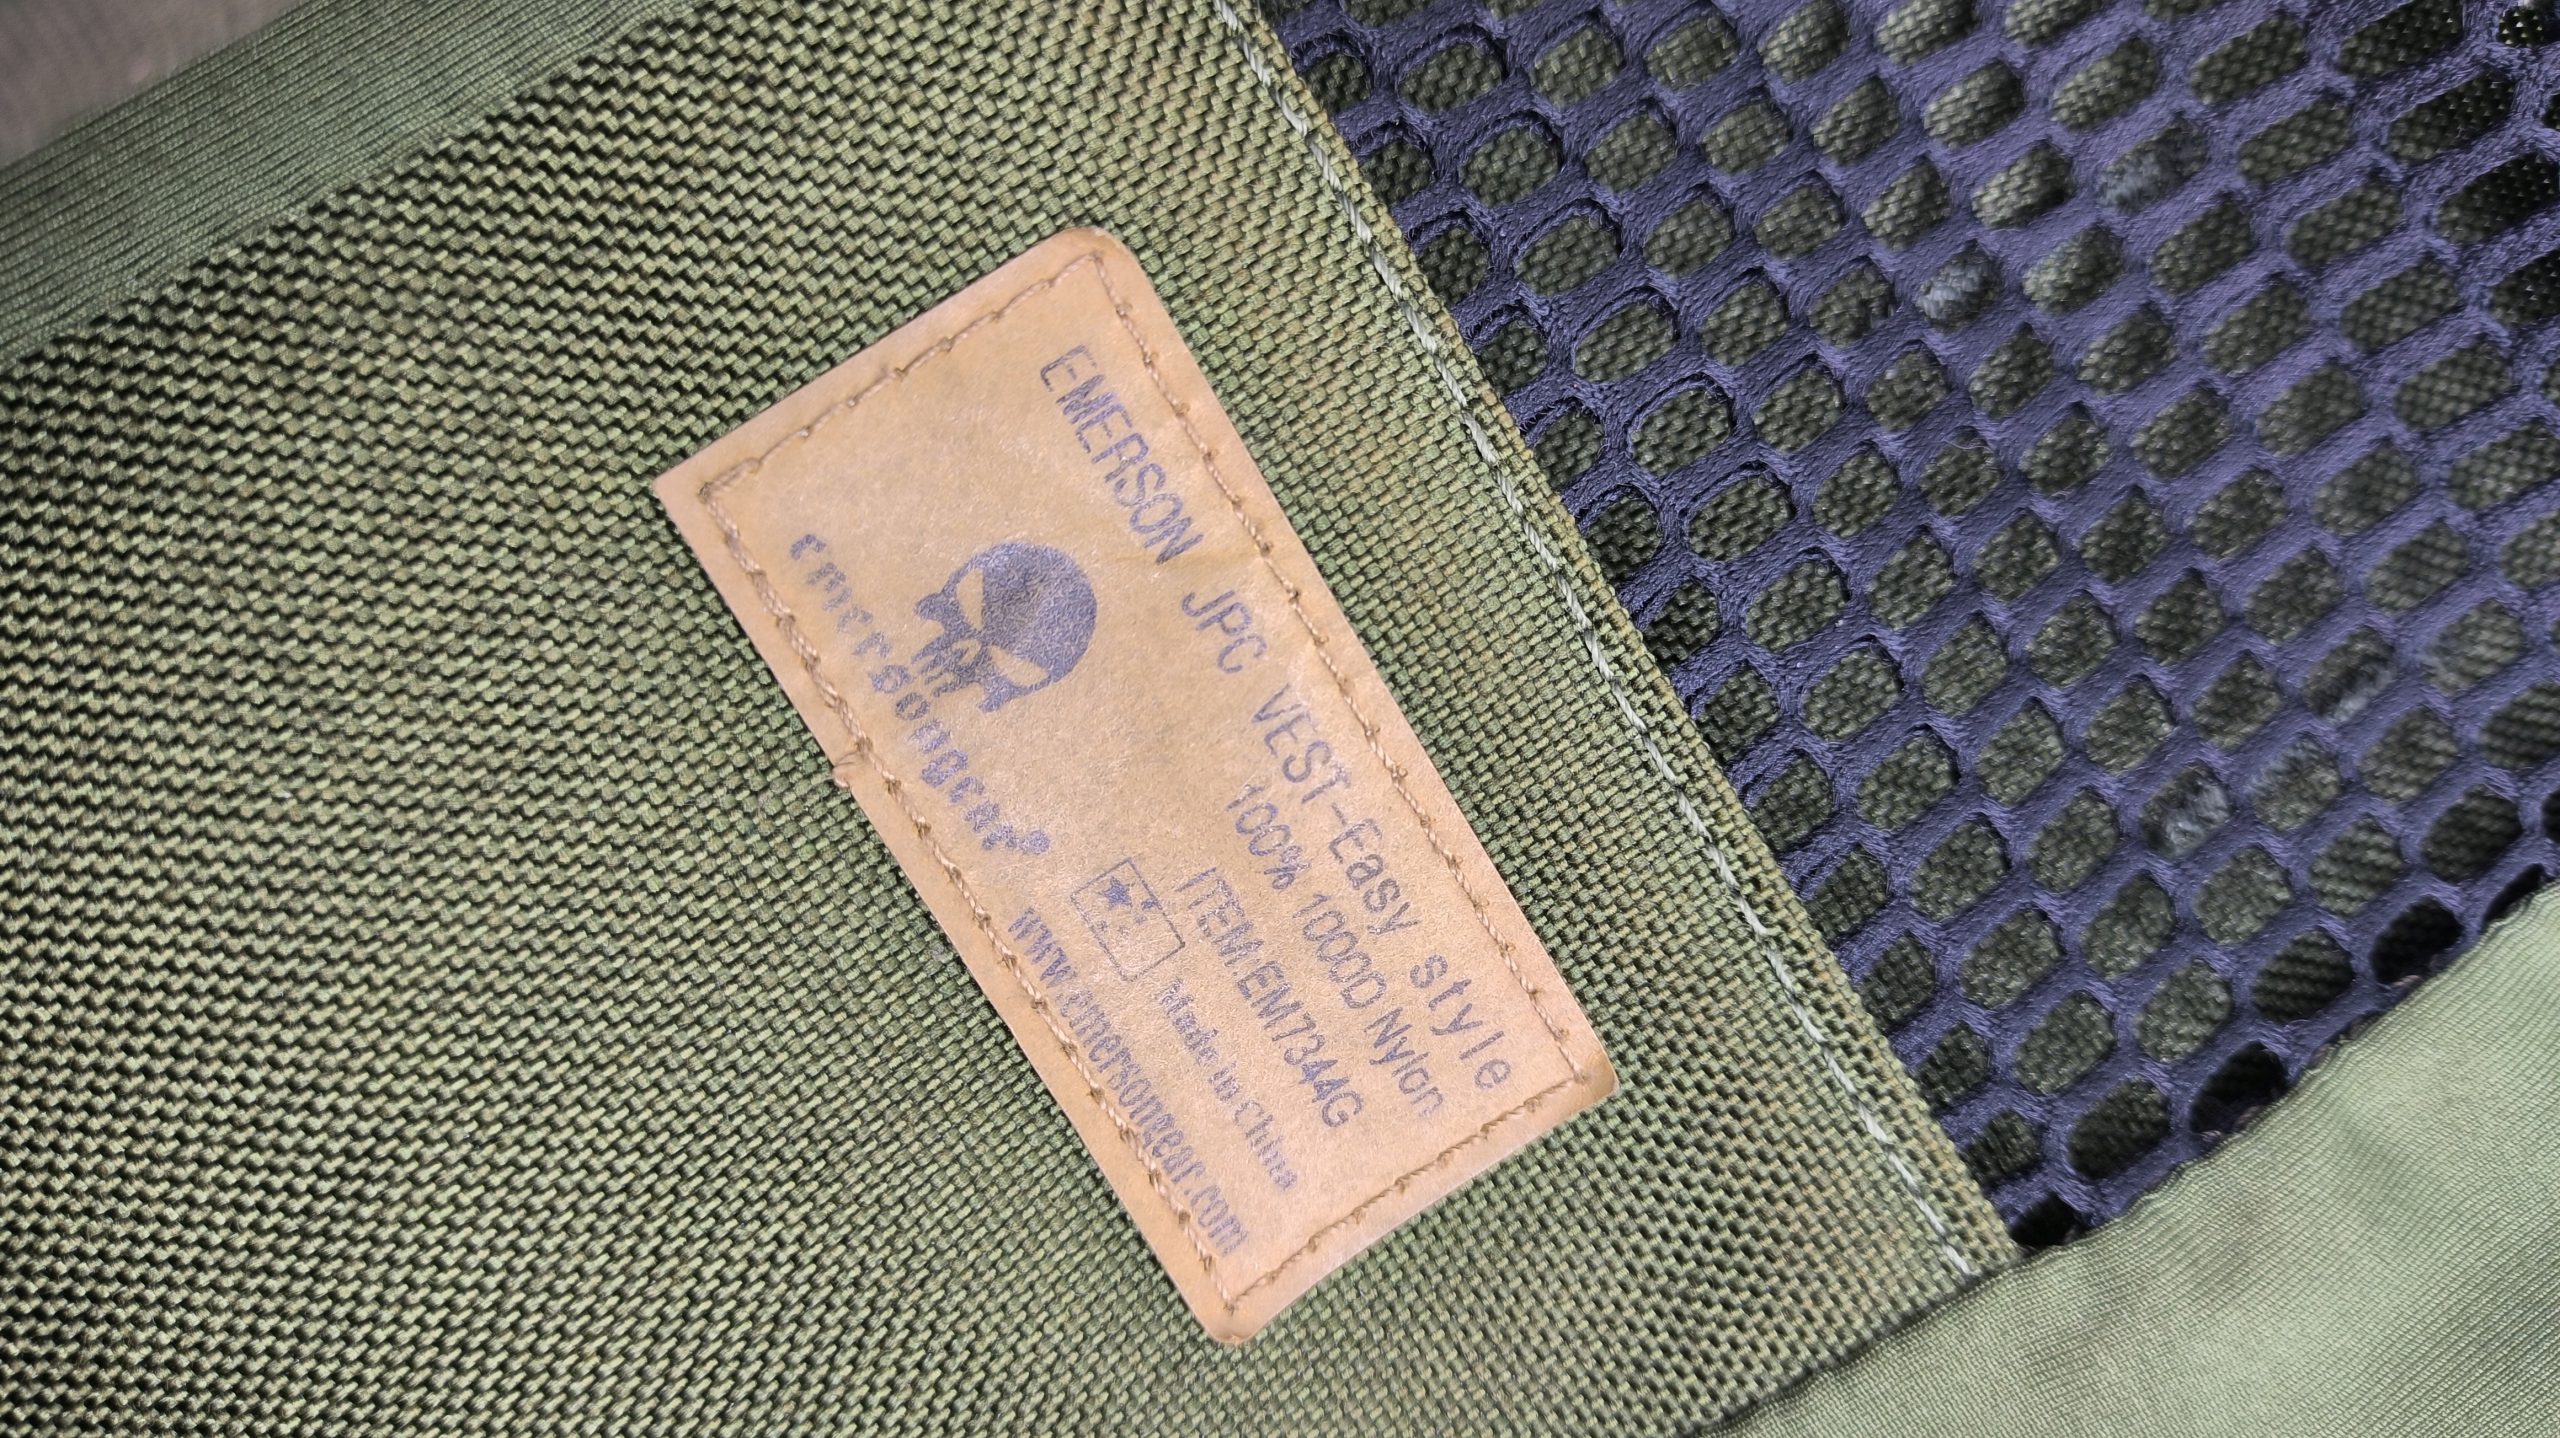 EMERSON JPC VEST-Easy style
100% 1000D Nylon
ITEM:EM7344G
emersongear®
Made in China
www.emersongear.com